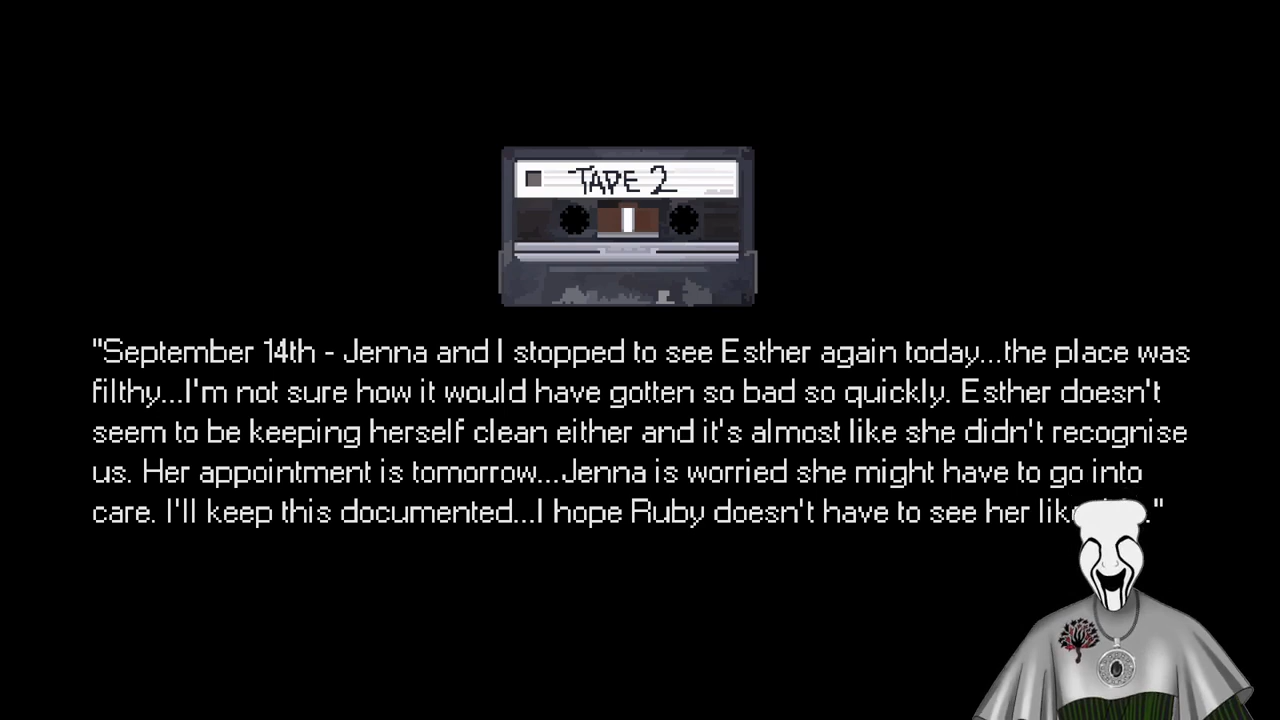 TAPE 2
"September 14th - Jenna and I stopped to see Esther again today...the place was
filthy...I'm not sure how it would have gotten so bad so quickly. Esther doesn't
seem to be keeping herself clean either and it's almost like she didn't recognise
us. Her appointment is tomorrow...Jenna is worried she might have to go into
care. I'll keep this documented...I hope Ruby doesn't have to see her